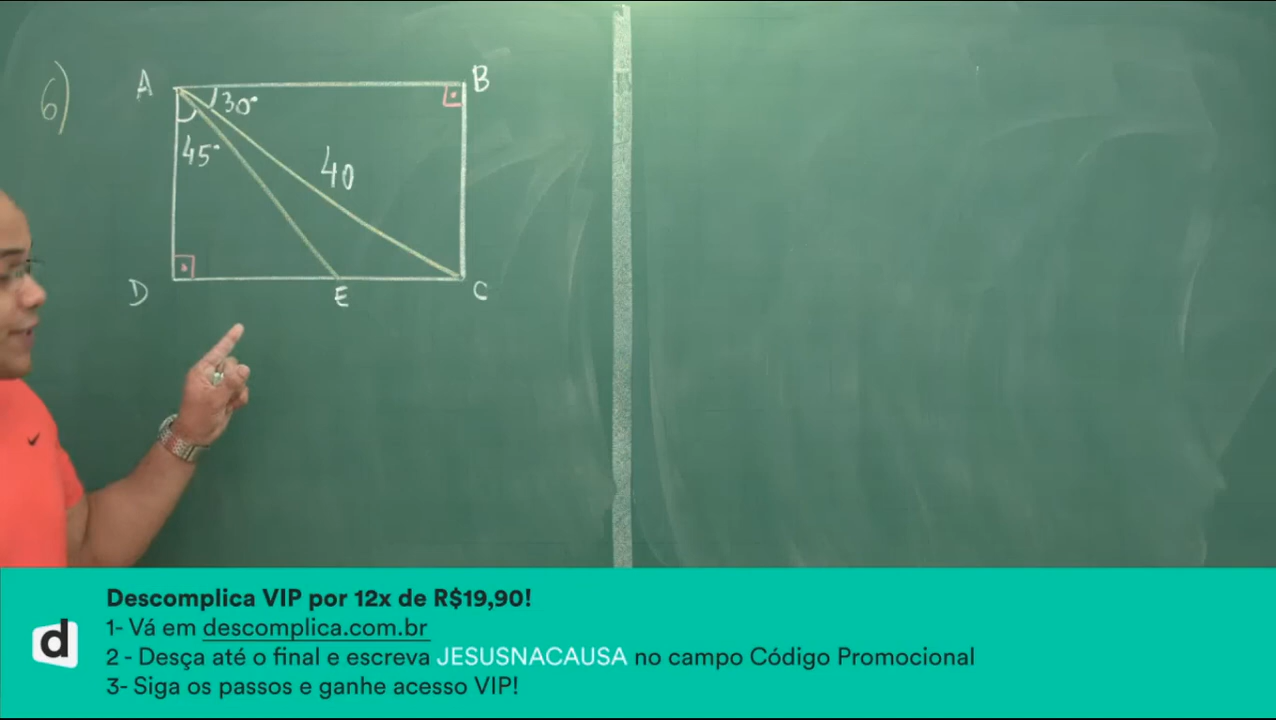 6)
A
B
30°
45°
40
D
E
C
d
Descomplica VIP por 12x de R$19,90!
1- Vá em descomplica.com.br
2 - Desça até o final e escreva JESUSNACAUSA no campo Código Promocional
3- Siga os passos e ganhe acesso VIP!